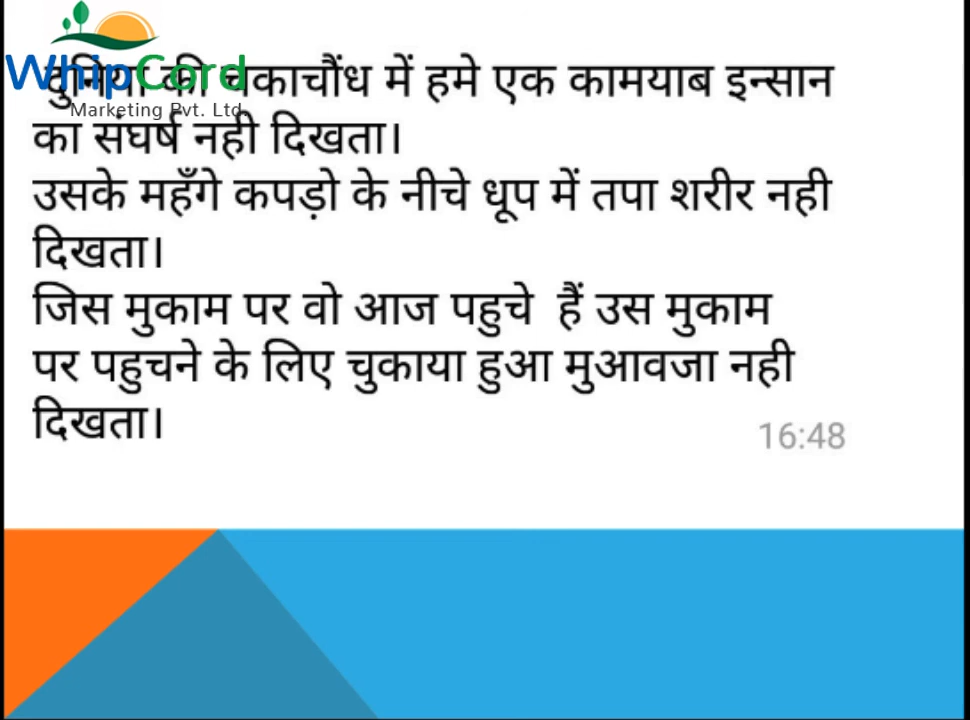 WhipCord
Marketing Pvt. Ltd.
दुनिया की चकाचौंध में हमे एक कामयाब इन्सान
का संघर्ष नही दिखता।
उसके महँगे कपड़ो के नीचे धूप में तपा शरीर नही
दिखता।
जिस मुकाम पर वो आज पहुचे हैं उस मुकाम
पर पहुचने के लिए चुकाया हुआ मुआवजा नही
दिखता।
16:48